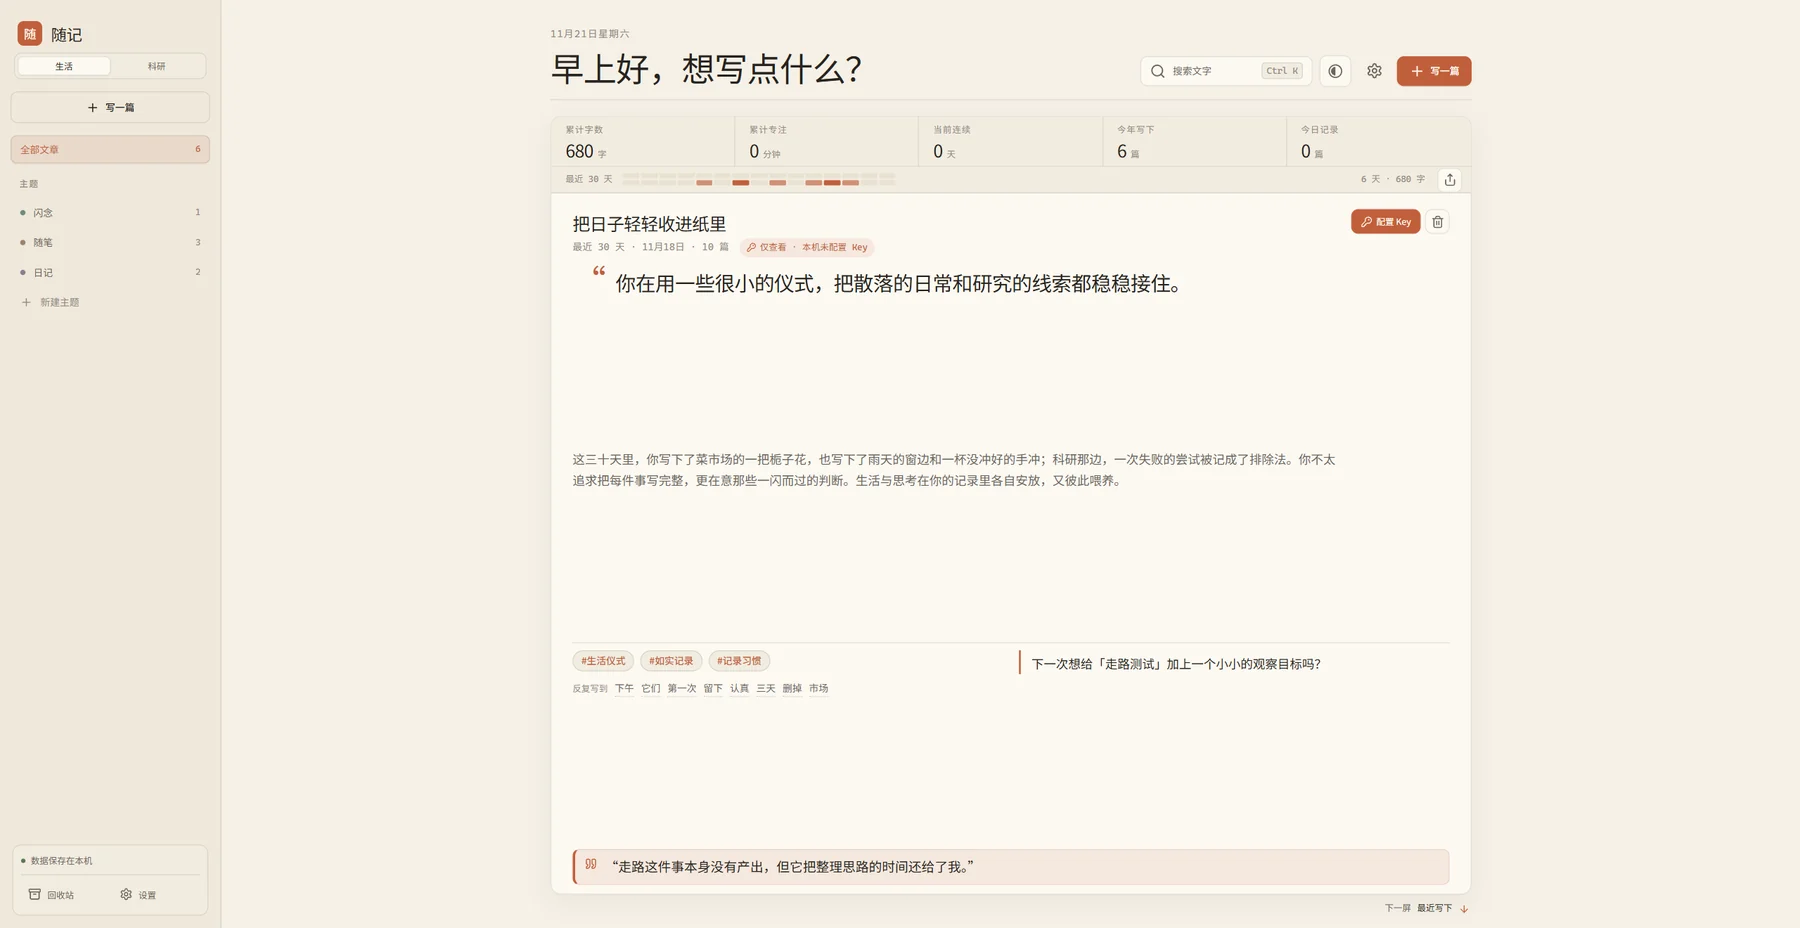 随 随记
生活 科研
写一篇
全部文章 6
主题
闪念 1
随笔 3
日记 2
新建主题
数据保存在本机
回收站 设置
11月21日星期六
早上好，想写点什么？
搜索文字 Ctrl K
写一篇
累计字数 累计专注 当前连续 今年写下 今日记录
680 字 0 分钟 0 天 6 篇 0 篇
最近 30 天 6 天 · 680 字
把日子轻轻收进纸里
配置 Key
最近 30 天 · 11月18日 · 10 篇 仅查看 · 本机未配置 Key
“ 你在用一些很小的仪式，把散落的日常和研究的线索都稳稳接住。
这三十天里，你写下了菜市场的一把栀子花，也写下了雨天的窗边和一杯没冲好的手冲；科研那边，一次失败的尝试被记成了排除法。你不太
追求把每件事写完整，更在意那些一闪而过的判断。生活与思考在你的记录里各自安放，又彼此喂养。
#生活仪式 #如实记录 #记录习惯
下一次想给「走路测试」加上一个小小的观察目标吗？
反复写到 下午 它们 第一次 留下 认真 三天 删掉 市场
“走路这件事本身没有产出，但它把整理思路的时间还给了我。”
下一屏 最近写下